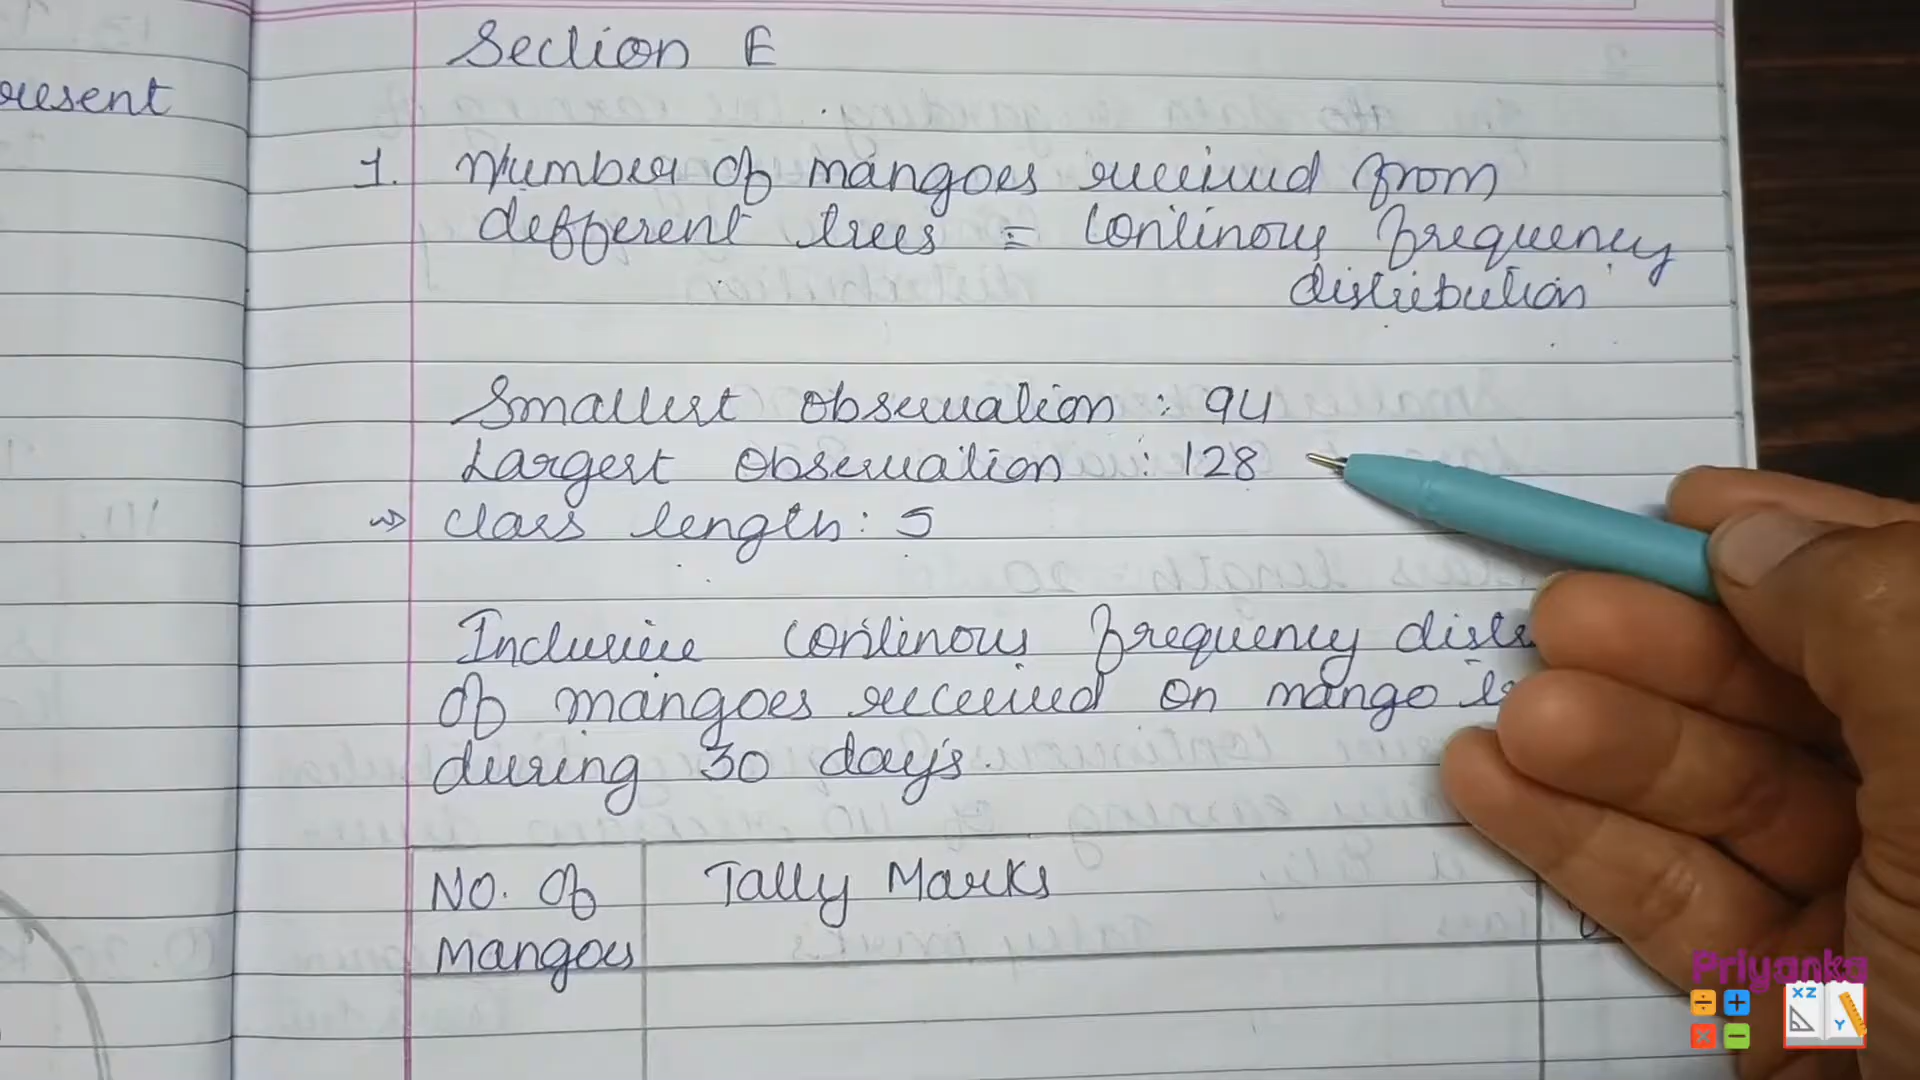 Section E
resent
1. Number of mangoes received from
defferent trees = Continous frequency
distribution
Smallest observation : 94
Largest observation : 128
⇒ Class length : 5
Inclusive Continous frequency
of mangoes received on mango
during 30 days.
No. of Tally Marks
Mangoes
Priyanka
XZ
Y